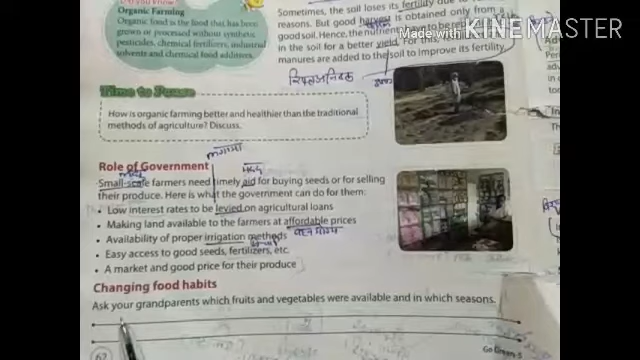 Do you know?
Organic Farming
Organic food is the food that has been
grown or processed without synthetic
pesticides, chemical fertilizers, industrial
solvents and chemical food additives.
Sometimes, the soil loses its fertility due
reasons. But good harvest is obtained only from a
good soil. Hence, the nutrients have to be
in the soil for a better yield. For this,
manures are added to the soil to improve its fertility.
Made with KINEMASTER
Time to Pause
How is organic farming better and healthier than the traditional
methods of agriculture? Discuss.
Role of Government
मदद
Small-scale farmers need timely aid for buying seeds or for selling
their produce. Here is what the government can do for them:
• Low interest rates to be levied on agricultural loans
• Making land available to the farmers at affordable prices
• Availability of proper irrigation methods
• Easy access to good seeds, fertilizers, etc.
• A market and good price for their produce
Changing food habits
Ask your grandparents which fruits and vegetables were available and in which seasons.
62
Go Green-5